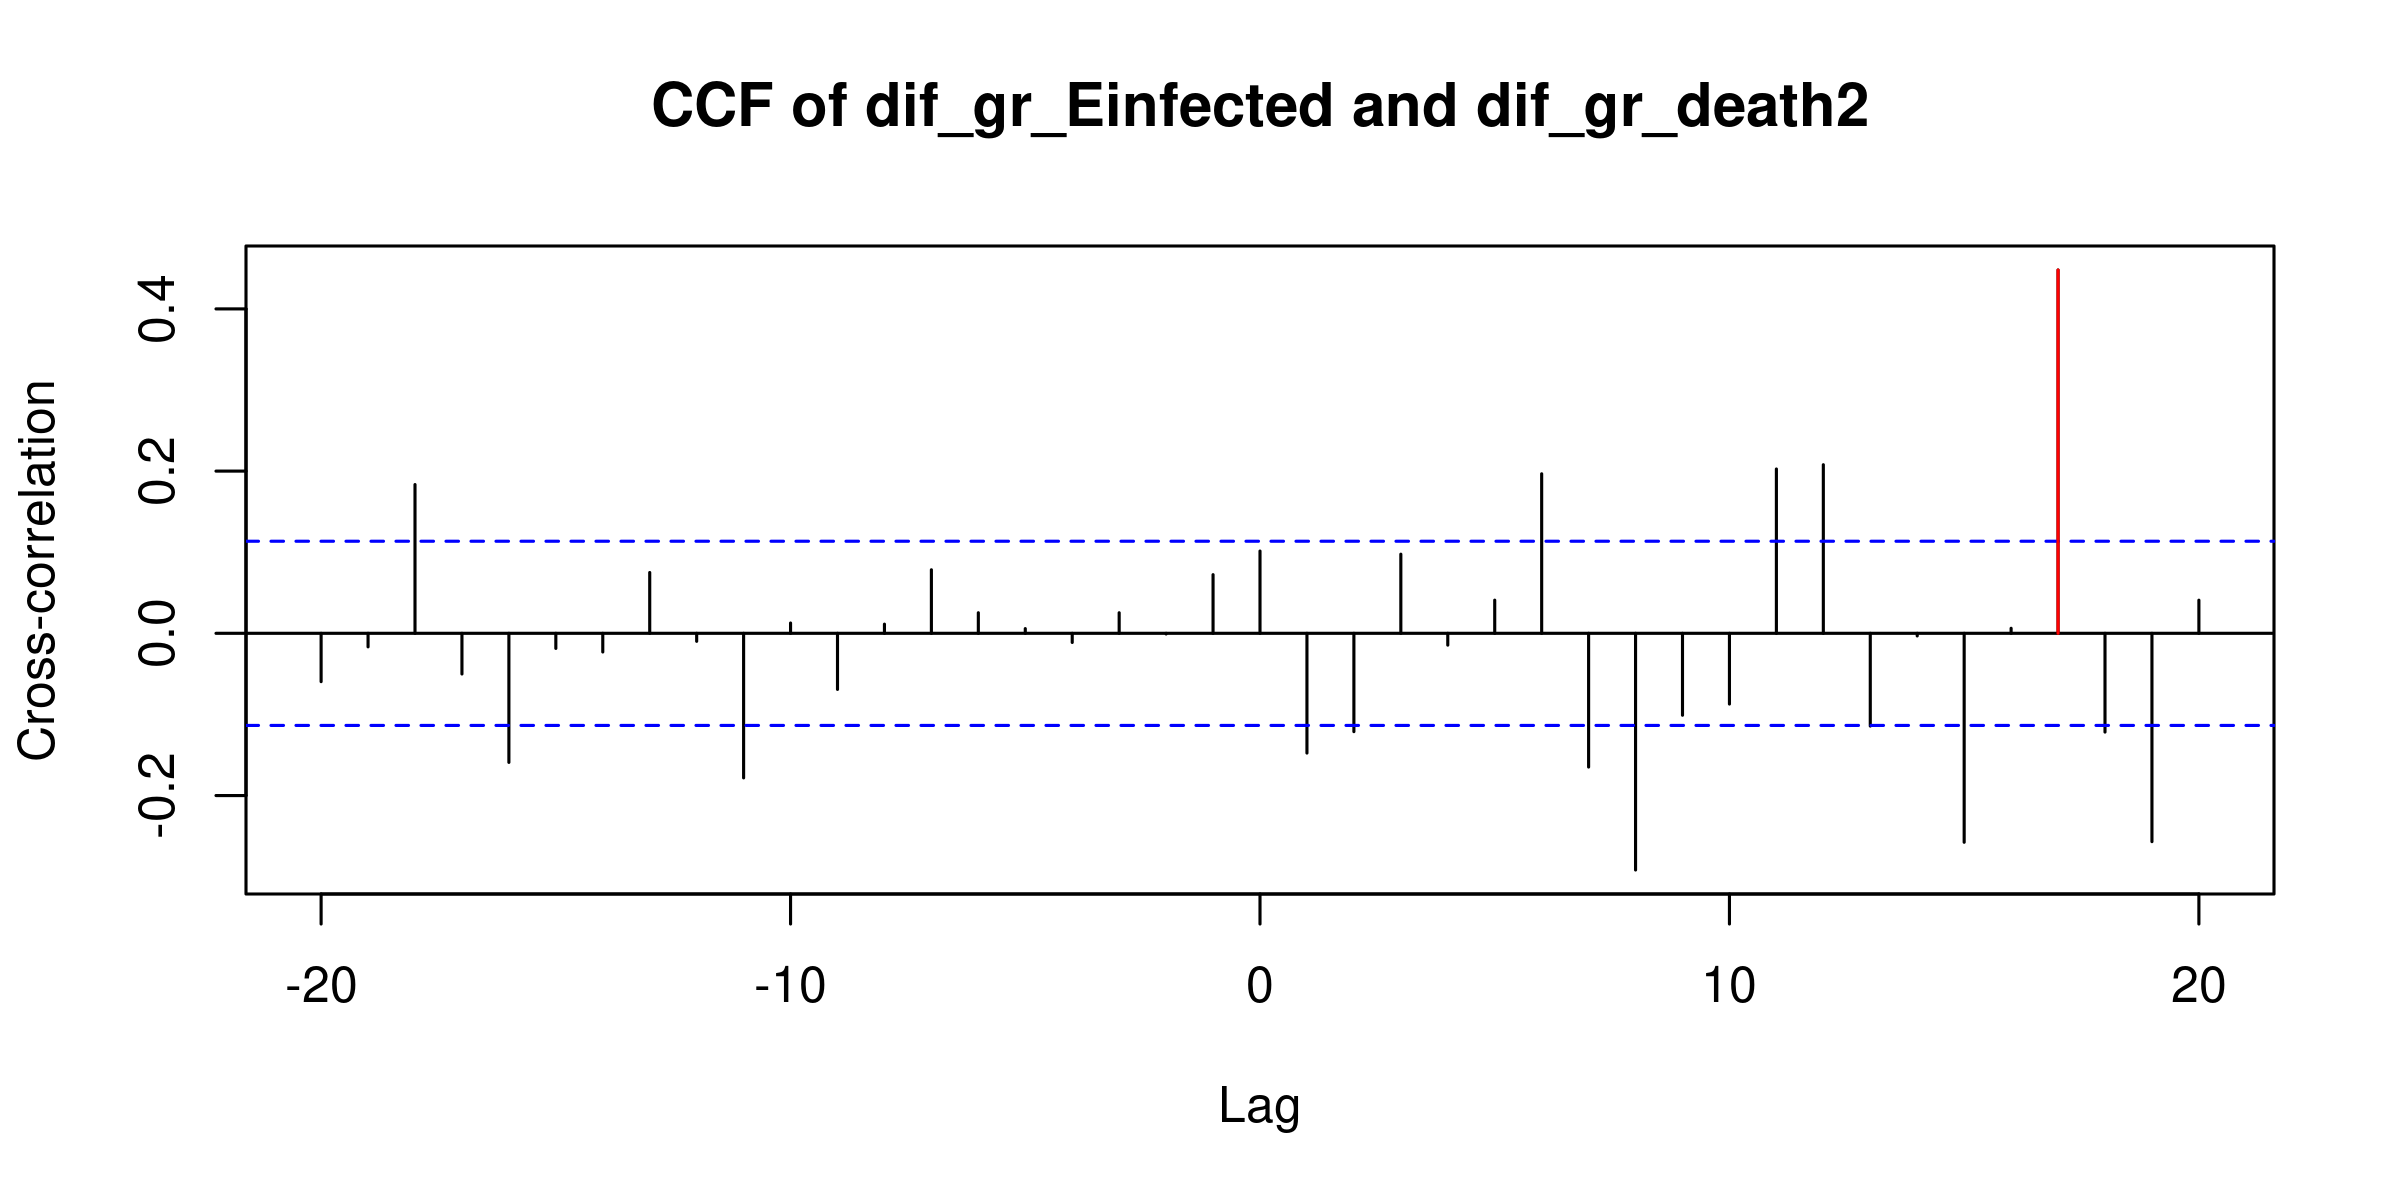 CCF of dif_gr_Einfected and dif_gr_death2
Cross-correlation
0.4
0.2
0.0
-0.2
-20 -10 0 10 20
Lag